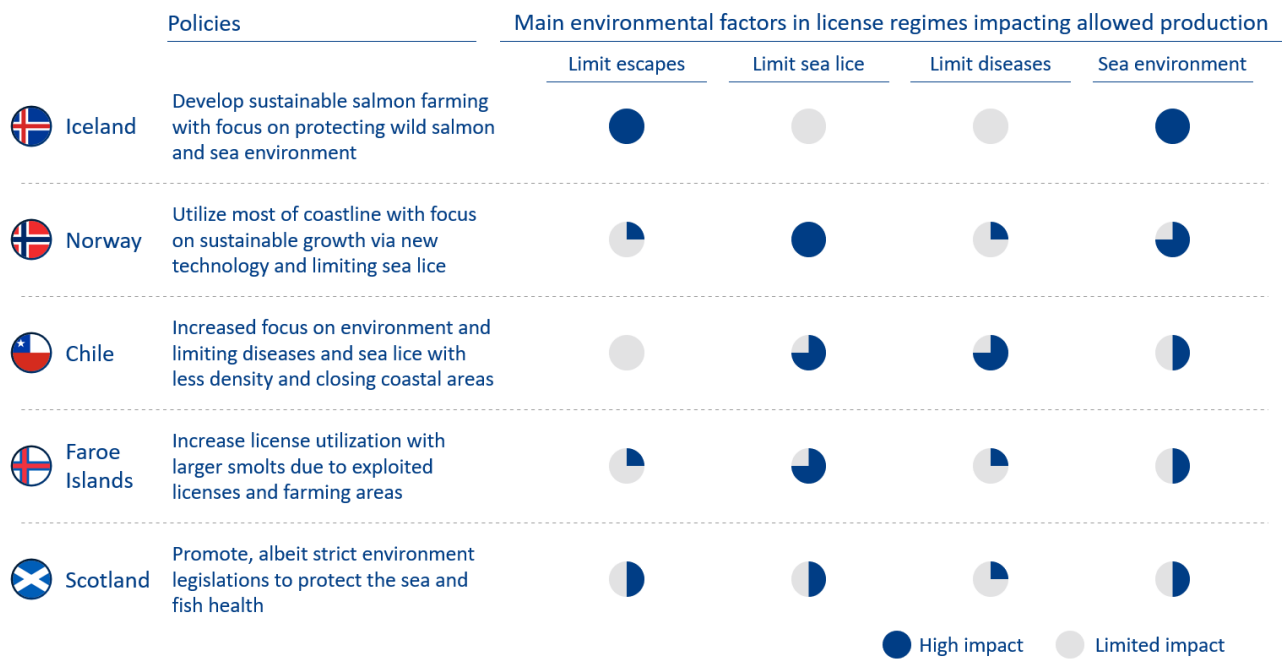 Policies
Main environmental factors in license regimes impacting allowed production
Limit escapes
Limit sea lice
Limit diseases
Sea environment
Iceland
Develop sustainable salmon farming
with focus on protecting wild salmon
and sea environment
Norway
Utilize most of coastline with focus
on sustainable growth via new
technology and limiting sea lice
Chile
Increased focus on environment and
limiting diseases and sea lice with
less density and closing coastal areas
Faroe
Islands
Increase license utilization with
larger smolts due to exploited
licenses and farming areas
Scotland
Promote, albeit strict environment
legislations to protect the sea and
fish health
High impact
Limited impact